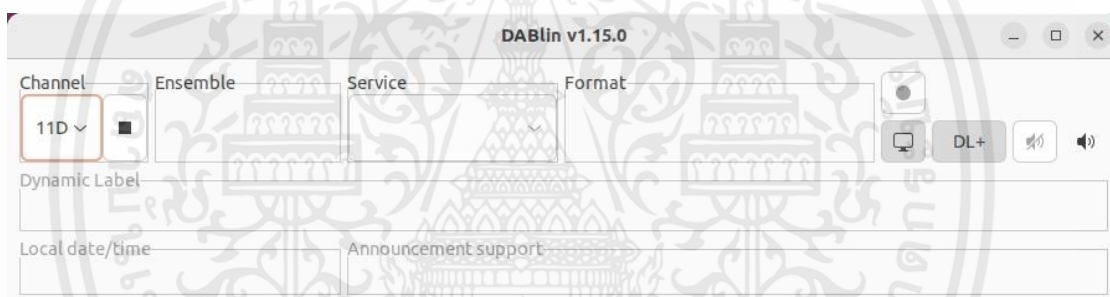 DABlin v1.15.0
Channel Ensemble Service Format
11D DL+
Dynamic Label
Local date/time Announcement support